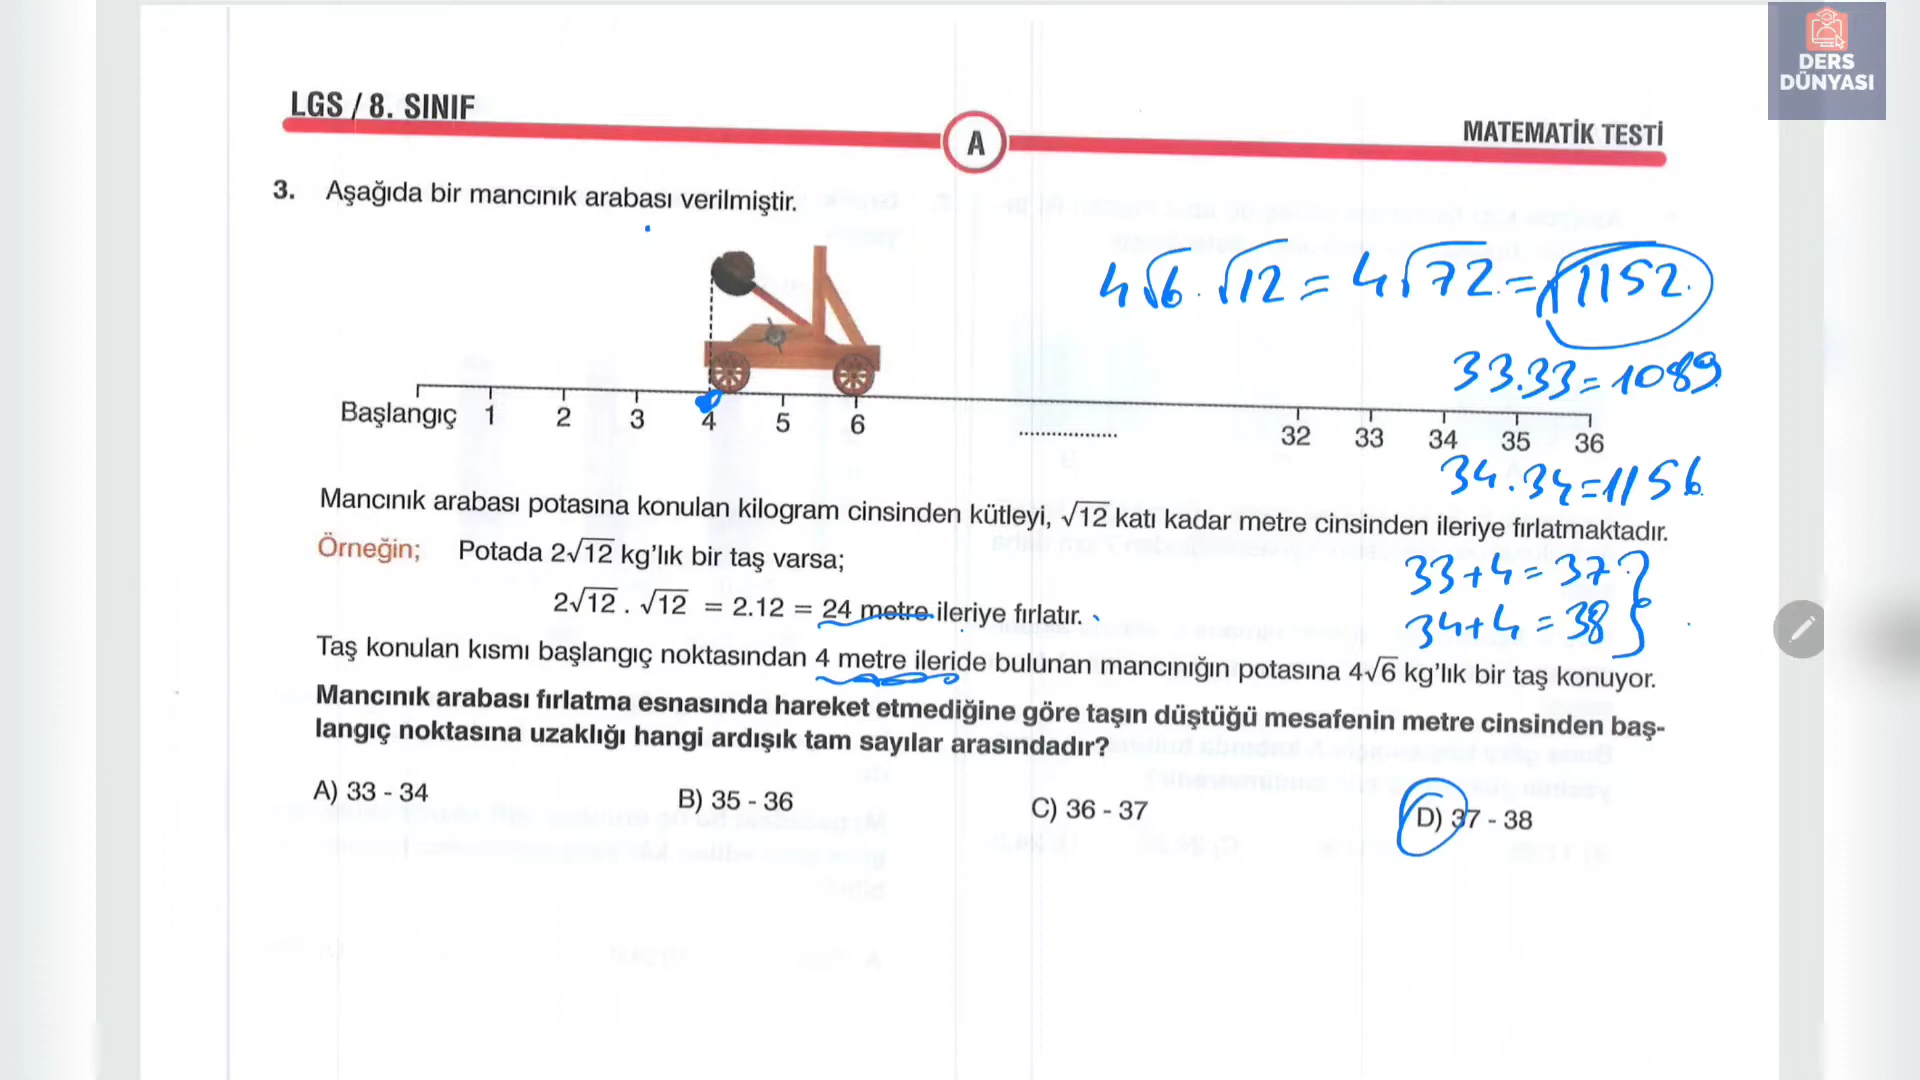 DERS
DÜNYASI
LGS / 8. SINIF
A
MATEMATİK TESTİ
3. Aşağıda bir mancınık arabası verilmiştir.
4√6 . √12 = 4√72 = √1152
33.33=1089
Başlangıç 1 2 3 4 5 6 ................. 32 33 34 35 36
34.34=1156
Mancınık arabası potasına konulan kilogram cinsinden kütleyi, √12 katı kadar metre cinsinden ileriye fırlatmaktadır.
Örneğin; Potada 2√12 kg'lık bir taş varsa;
33+4=37
2√12 . √12 = 2.12 = 24 metre ileriye fırlatır.
34+4=38
Taş konulan kısmı başlangıç noktasından 4 metre ileride bulunan mancınığın potasına 4√6 kg'lık bir taş konuyor.
Mancınık arabası fırlatma esnasında hareket etmediğine göre taşın düştüğü mesafenin metre cinsinden baş-
langıç noktasına uzaklığı hangi ardışık tam sayılar arasındadır?
A) 33 - 34 B) 35 - 36 C) 36 - 37 D) 37 - 38